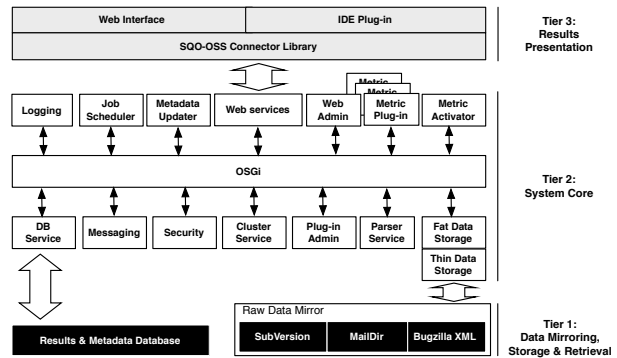 Web Interface
IDE Plug-in
SQO-OSS Connector Library
Tier 3:
Results
Presentation
Logging
Job
Scheduler
Metadata
Updater
Web services
Web
Admin
Metric
Metric
Metric
Plug-in
Metric
Activator
OSGi
Tier 2:
System Core
DB
Service
Messaging
Security
Cluster
Service
Plug-in
Admin
Parser
Service
Fat Data
Storage
Thin Data
Storage
Results & Metadata Database
Raw Data Mirror
SubVersion
MailDir
Bugzilla XML
Tier 1:
Data Mirroring,
Storage & Retrieval